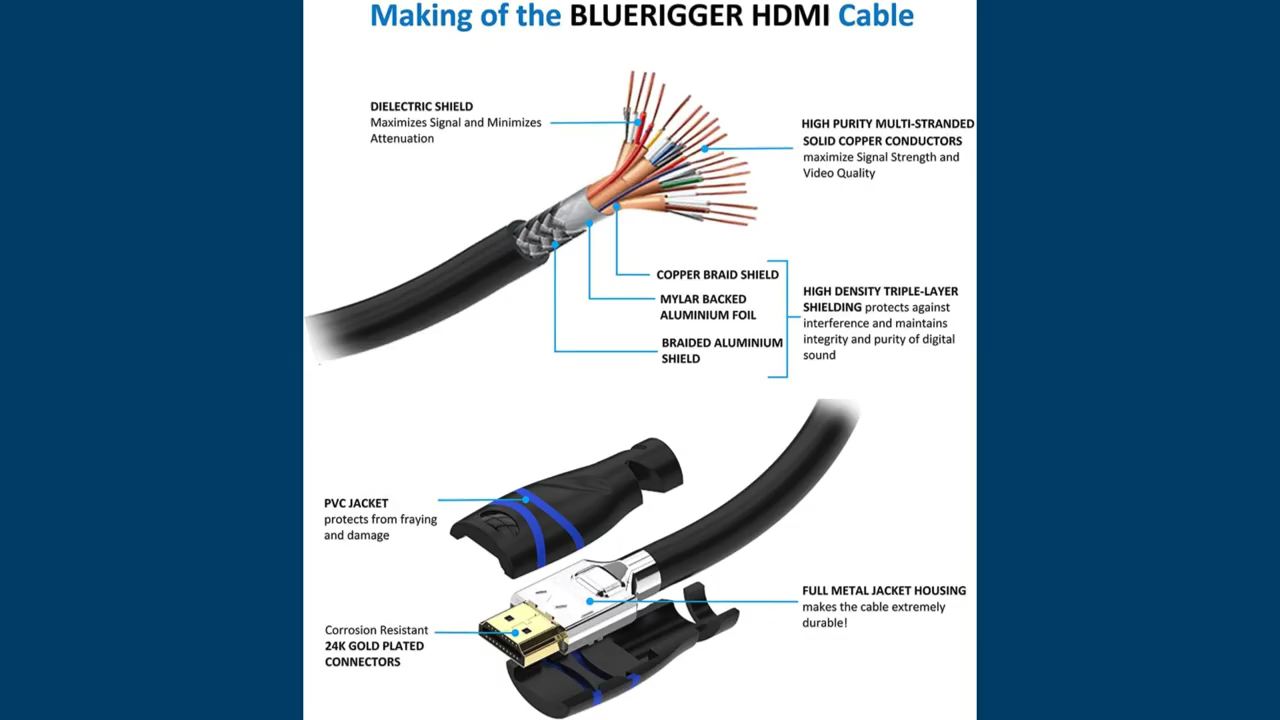 Making of the BLUERIGGER HDMI Cable
DIELECTRIC SHIELD
Maximizes Signal and Minimizes
Attenuation
HIGH PURITY MULTI-STRANDED
SOLID COPPER CONDUCTORS
maximize Signal Strength and
Video Quality
COPPER BRAID SHIELD
MYLAR BACKED
ALUMINIUM FOIL
BRAIDED ALUMINIUM
SHIELD
HIGH DENSITY TRIPLE-LAYER
SHIELDING protects against
interference and maintains
integrity and purity of digital
sound
PVC JACKET
protects from fraying
and damage
FULL METAL JACKET HOUSING
makes the cable extremely
durable!
Corrosion Resistant
24K GOLD PLATED
CONNECTORS